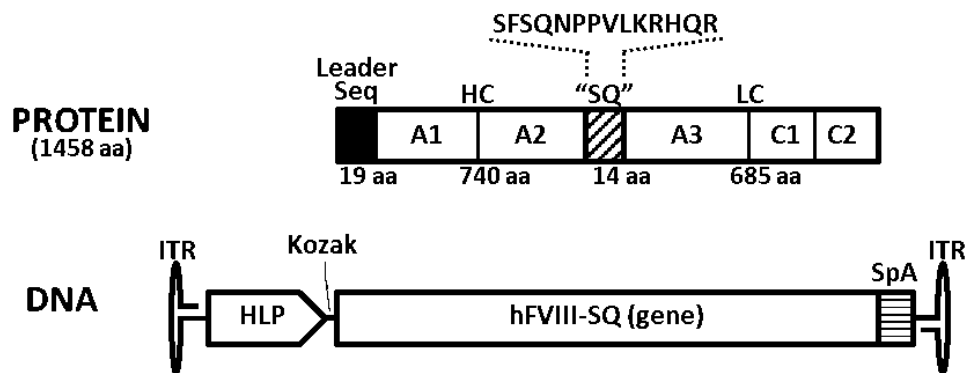 SFSQNPPVLKRHQR
Leader
Seq
HC
“SQ”
LC
PROTEIN
(1458 aa)
A1
A2
A3
C1
C2
19 aa
740 aa
14 aa
685 aa
ITR
Kozak
ITR
SpA
DNA
HLP
hFVIII-SQ (gene)